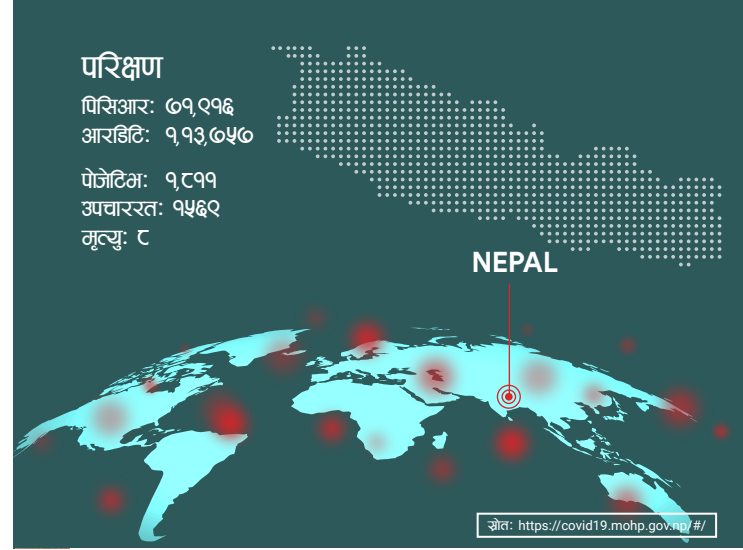 परिक्षण
पिसिआर: ७१,९१६
आरडिटि: १,१३,७५७
पोजेटिभ: १,८११
उपचाररत: १५६९
मृत्यु: ८
NEPAL
स्रोत: https://covid19.mohp.gov.np/#/